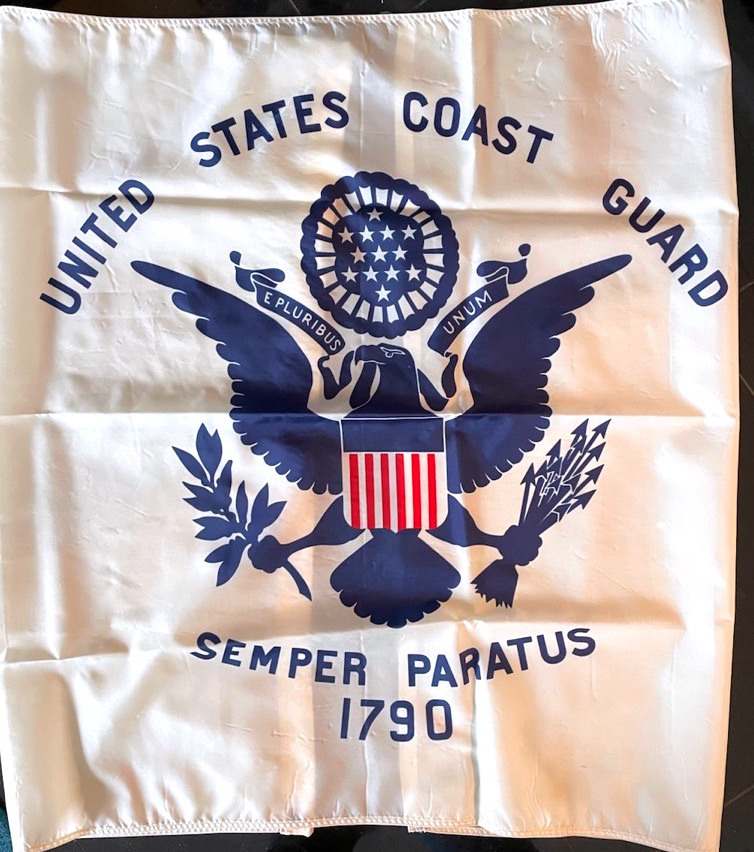 UNITED STATES COAST GUARD
E PLURIBUS UNUM
SEMPER PARATUS
1790